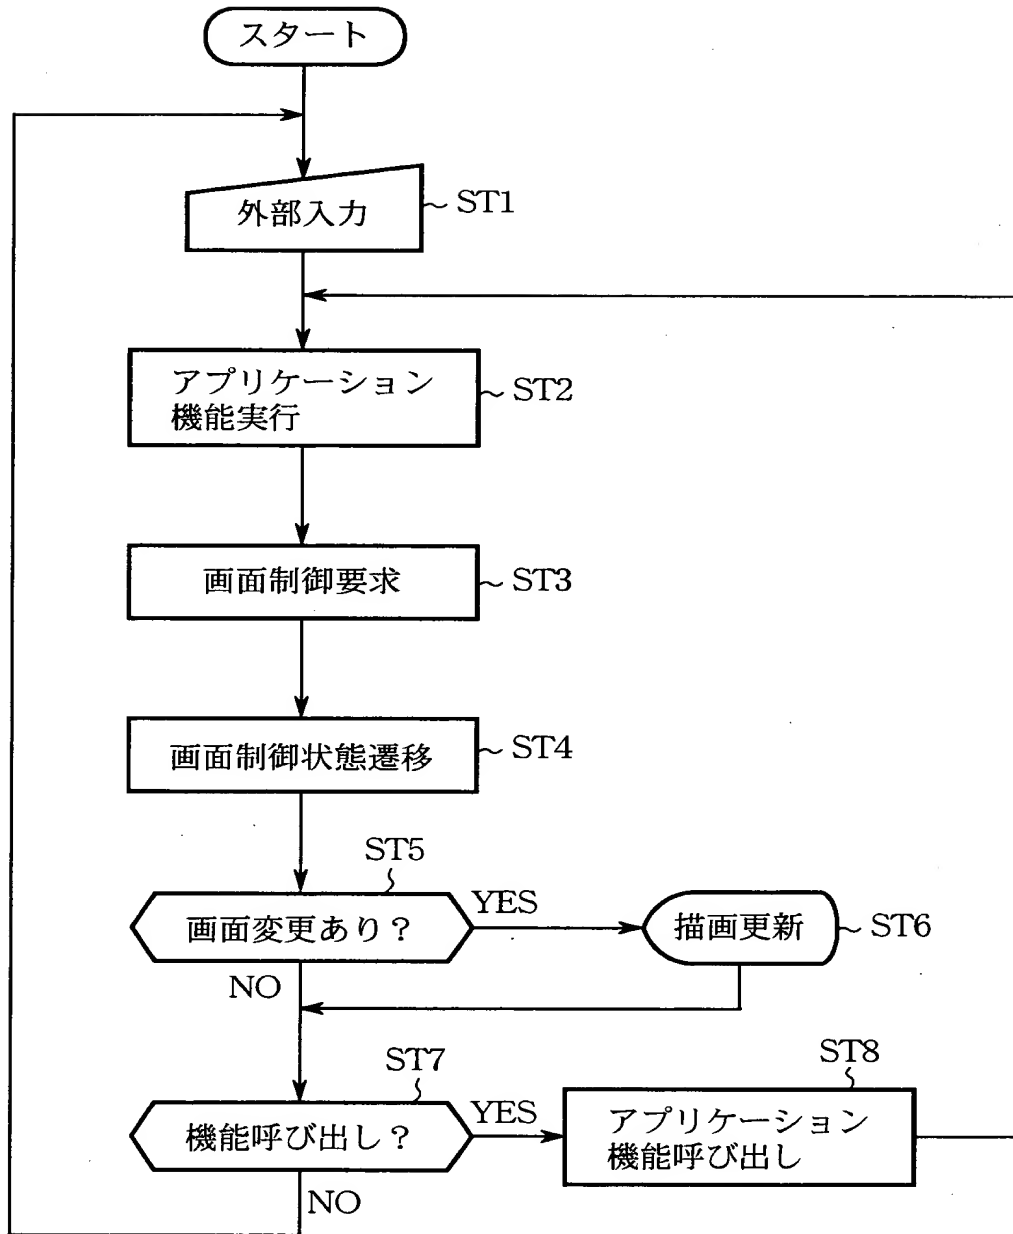 スタート
外部入力
ST1
アプリケーション
機能実行
ST2
画面制御要求
ST3
画面制御状態遷移
ST4
ST5
画面変更あり?
YES
描画更新
ST6
NO
ST7
機能呼び出し?
YES
ST8
アプリケーション
機能呼び出し
NO